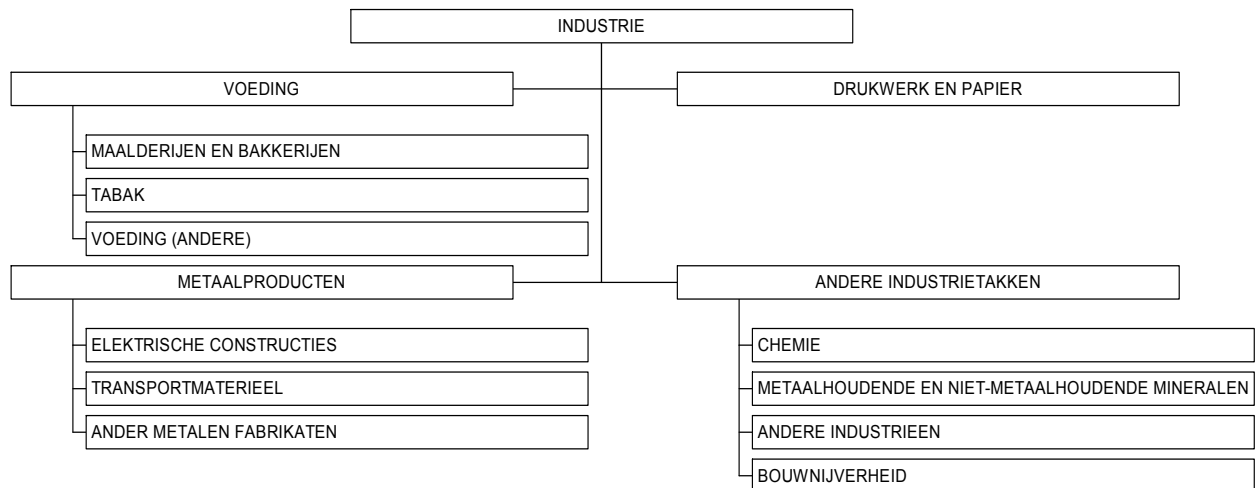 INDUSTRIE
VOEDING
DRUKWERK EN PAPIER
MAALDERIJEN EN BAKKERIJEN
TABAK
VOEDING (ANDERE)
METAALPRODUCTEN
ANDERE INDUSTRIETAKKEN
ELEKTRISCHE CONSTRUCTIES
TRANSPORTMATERIEEL
ANDER METALEN FABRIKATEN
CHEMIE
METAALHOUDENDE EN NIET-METAALHOUDENDE MINERALEN
ANDERE INDUSTRIEEN
BOUWNIJVERHEID